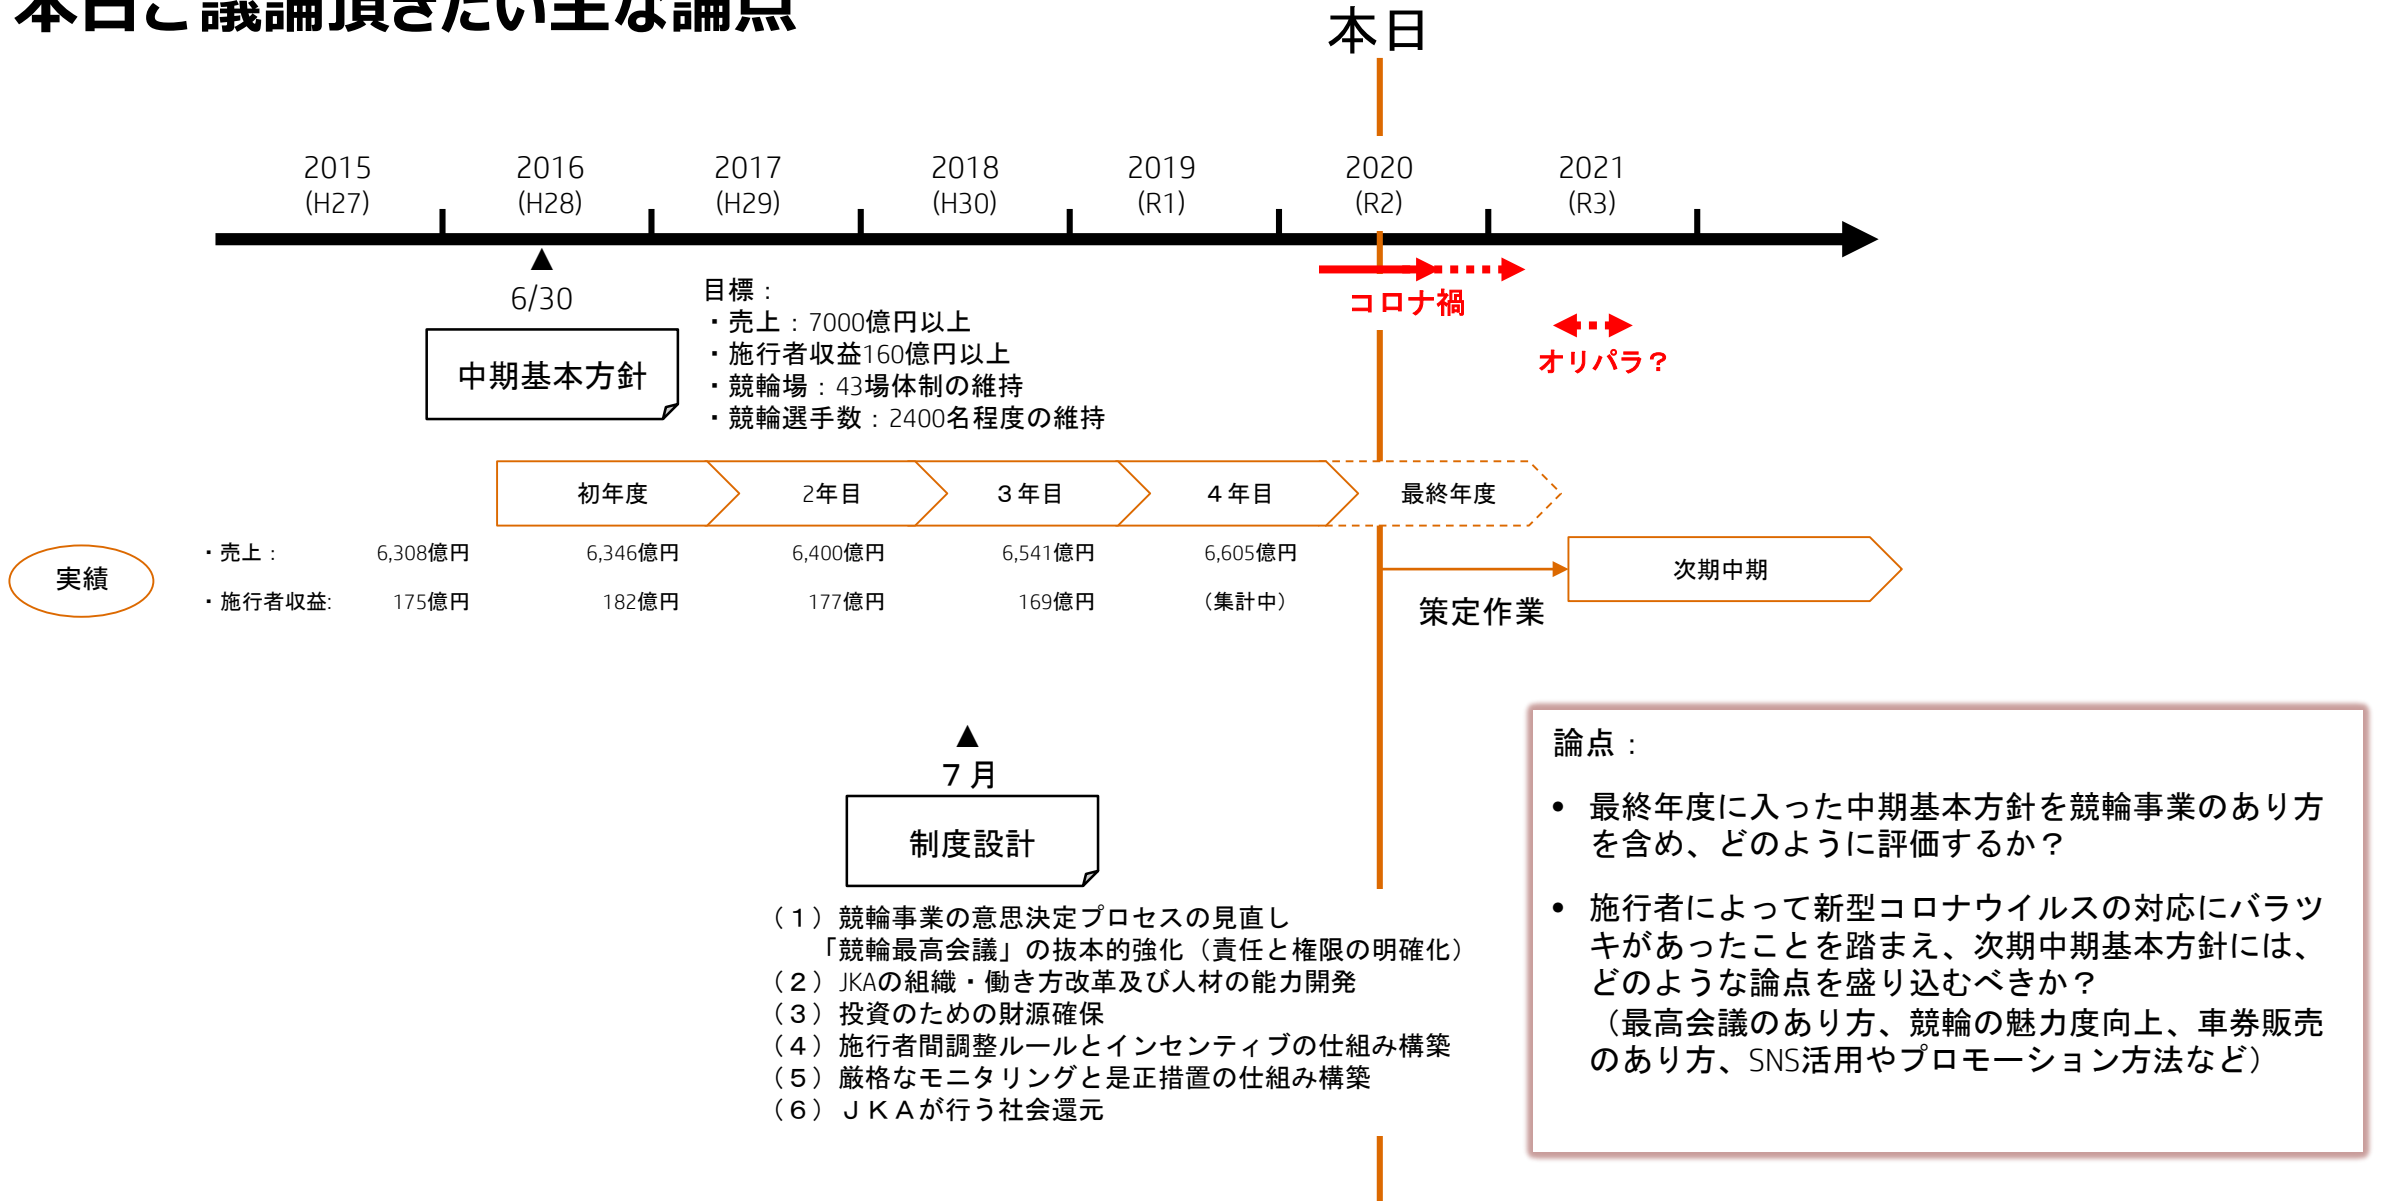 本日ご議論頂きたい主な論点
本日
2015
(H27)
2016
(H28)
2017
(H29)
2018
(H30)
2019
(R1)
2020
(R2)
2021
(R3)
▲
6/30
中期基本方針
目標：
・売上：7000億円以上
・施行者収益160億円以上
・競輪場：43場体制の維持
・競輪選手数：2400名程度の維持
コロナ禍
オリパラ？
初年度
2年目
３年目
４年目
最終年度
実績
・売上： 6,308億円 6,346億円 6,400億円 6,541億円 6,605億円
・施行者収益: 175億円 182億円 177億円 169億円 （集計中）
次期中期
策定作業
▲
７月
制度設計
（１）競輪事業の意思決定プロセスの見直し
「競輪最高会議」の抜本的強化（責任と権限の明確化）
（２）JKAの組織・働き方改革及び人材の能力開発
（３）投資のための財源確保
（４）施行者間調整ルールとインセンティブの仕組み構築
（５）厳格なモニタリングと是正措置の仕組み構築
（６）ＪＫＡが行う社会還元
論点：
• 最終年度に入った中期基本方針を競輪事業のあり方
を含め、どのように評価するか？
• 施行者によって新型コロナウイルスの対応にバラツ
キがあったことを踏まえ、次期中期基本方針には、
どのような論点を盛り込むべきか？
（最高会議のあり方、競輪の魅力度向上、車券販売
のあり方、SNS活用やプロモーション方法など）